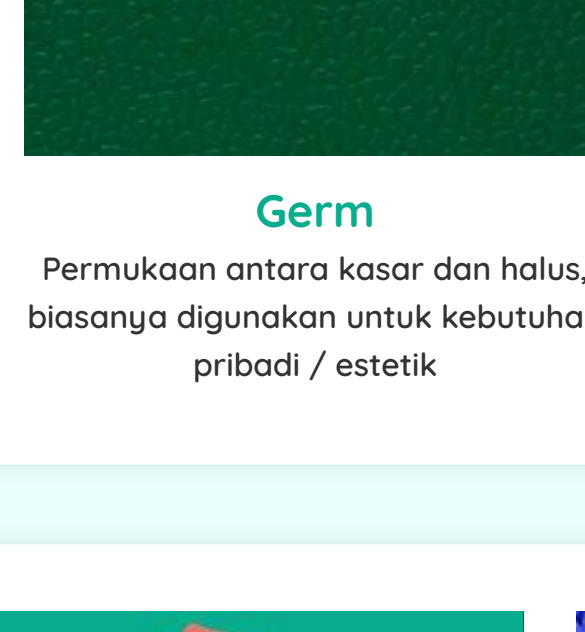 Germ
Permukaan antara kasar dan halus,
biasanya digunakan untuk kebutuha
pribadi / estetik